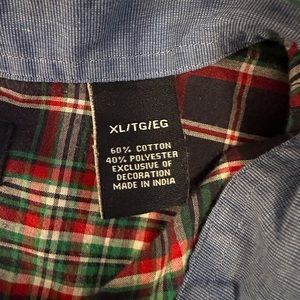 XL/TG/EG
60% COTTON
40% POLYESTER
EXCLUSIVE OF
DECORATION
MADE IN INDIA